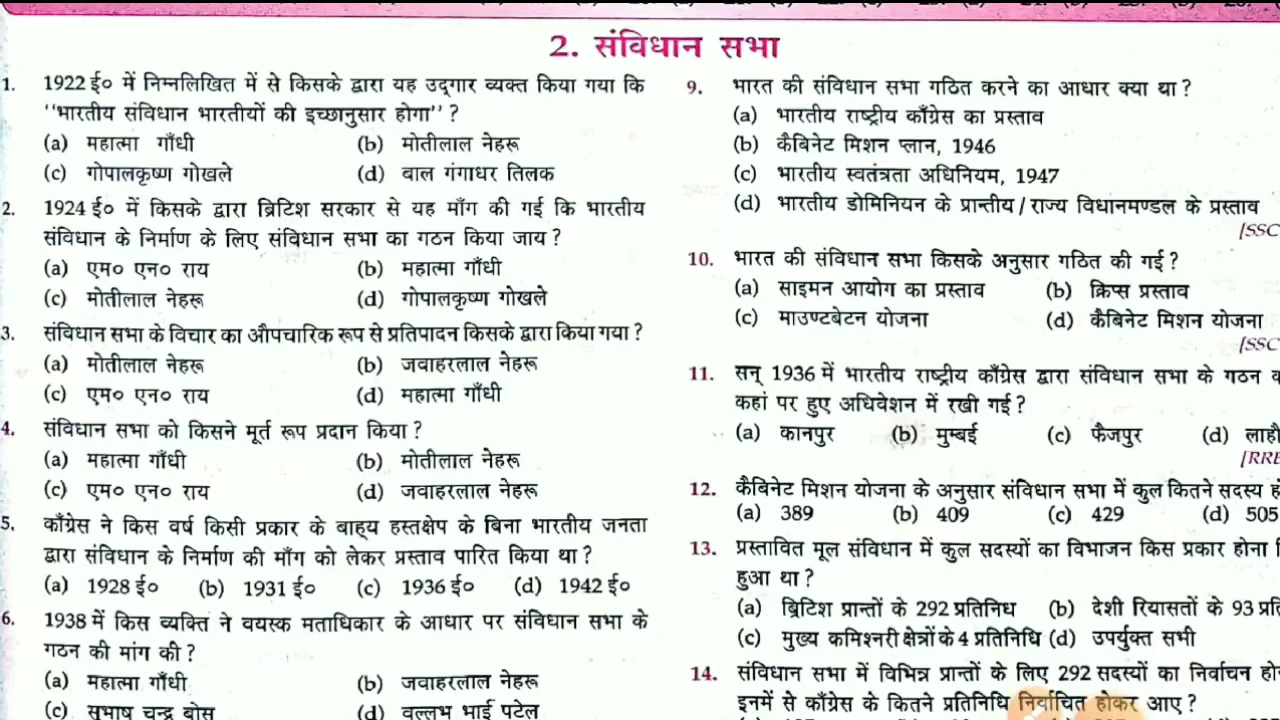 2. संविधान सभा
1. 1922 ई० में निम्नलिखित में से किसके द्वारा यह उद्‌गार व्यक्त किया गया कि
''भारतीय संविधान भारतीयों की इच्छानुसार होगा'' ?
(a) महात्मा गाँधी (b) मोतीलाल नेहरू
(c) गोपालकृष्ण गोखले (d) बाल गंगाधर तिलक
2. 1924 ई० में किसके द्वारा ब्रिटिश सरकार से यह माँग की गई कि भारतीय
संविधान के निर्माण के लिए संविधान सभा का गठन किया जाय ?
(a) एम० एन० राय (b) महात्मा गाँधी
(c) मोतीलाल नेहरू (d) गोपालकृष्ण गोखले
3. संविधान सभा के विचार का औपचारिक रूप से प्रतिपादन किसके द्वारा किया गया ?
(a) मोतीलाल नेहरू (b) जवाहरलाल नेहरू
(c) एम० एन० राय (d) महात्मा गाँधी
4. संविधान सभा को किसने मूर्त रूप प्रदान किया ?
(a) महात्मा गाँधी (b) मोतीलाल नेहरू
(c) एम० एन० राय (d) जवाहरलाल नेहरू
5. काँग्रेस ने किस वर्ष किसी प्रकार के बाह्य हस्तक्षेप के बिना भारतीय जनता
द्वारा संविधान के निर्माण की माँग को लेकर प्रस्ताव पारित किया था ?
(a) 1928 ई० (b) 1931 ई० (c) 1936 ई० (d) 1942 ई०
6. 1938 में किस व्यक्ति ने वयस्क मताधिकार के आधार पर संविधान सभा के
गठन की मांग की ?
(a) महात्मा गाँधी (b) जवाहरलाल नेहरू
(c) सुभाष चन्द्र बोस (d) वल्लभ भाई पटेल
9. भारत की संविधान सभा गठित करने का आधार क्या था ?
(a) भारतीय राष्ट्रीय काँग्रेस का प्रस्ताव
(b) कैबिनेट मिशन प्लान, 1946
(c) भारतीय स्वतंत्रता अधिनियम, 1947
(d) भारतीय डोमिनियन के प्रान्तीय / राज्य विधानमण्डल के प्रस्ताव
[SSC
10. भारत की संविधान सभा किसके अनुसार गठित की गई ?
(a) साइमन आयोग का प्रस्ताव (b) क्रिप्स प्रस्ताव
(c) माउण्टबेटन योजना (d) कैबिनेट मिशन योजना
[SSC
11. सन् 1936 में भारतीय राष्ट्रीय काँग्रेस द्वारा संविधान सभा के गठन
कहां पर हुए अधिवेशन में रखी गई ?
(a) कानपुर (b) मुम्बई (c) फैजपुर (d) लाहौ
[RRB
12. कैबिनेट मिशन योजना के अनुसार संविधान सभा में कुल कितने सदस्य
(a) 389 (b) 409 (c) 429 (d) 505
13. प्रस्तावित मूल संविधान में कुल सदस्यों का विभाजन किस प्रकार होना
हुआ था ?
(a) ब्रिटिश प्रान्तों के 292 प्रतिनिध (b) देशी रियासतों के 93 प्रति
(c) मुख्य कमिश्नरी क्षेत्रों के 4 प्रतिनिधि (d) उपर्युक्त सभी
14. संविधान सभा में विभिन्न प्रान्तों के लिए 292 सदस्यों का निर्वाचन
इनमें से काँग्रेस के कितने प्रतिनिधि निर्वाचित होकर आए ?